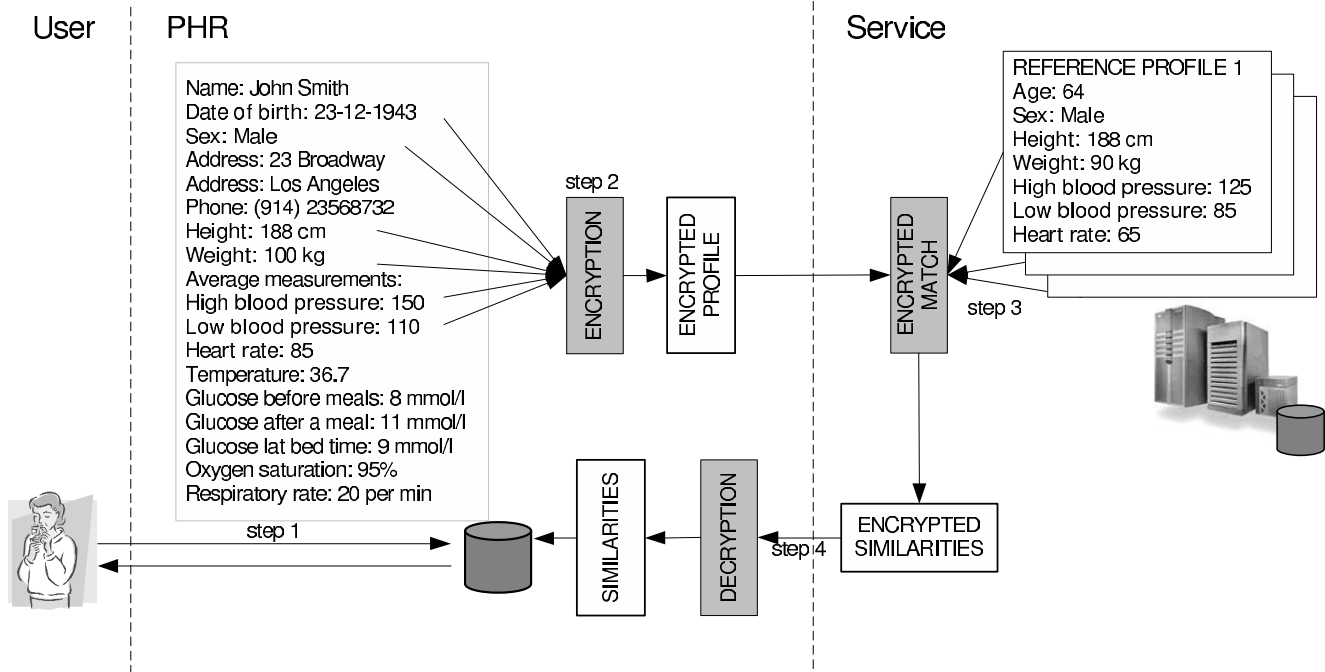 User
PHR
Service
Name: John Smith
Date of birth: 23-12-1943
Sex: Male
Address: 23 Broadway
Address: Los Angeles
Phone: (914) 23568732
Height: 188 cm
Weight: 100 kg
Average measurements:
High blood pressure: 150
Low blood pressure: 110
Heart rate: 85
Temperature: 36.7
Glucose before meals: 8 mmol/l
Glucose after a meal: 11 mmol/l
Glucose lat bed time: 9 mmol/l
Oxygen saturation: 95%
Respiratory rate: 20 per min
step 1
step 2
ENCRYPTION
ENCRYPTED
PROFILE
ENCRYPTED
MATCH
REFERENCE PROFILE 1
Age: 64
Sex: Male
Height: 188 cm
Weight: 90 kg
High blood pressure: 125
Low blood pressure: 85
Heart rate: 65
step 3
ENCRYPTED
SIMILARITIES
step 4
DECRYPTION
SIMILARITIES